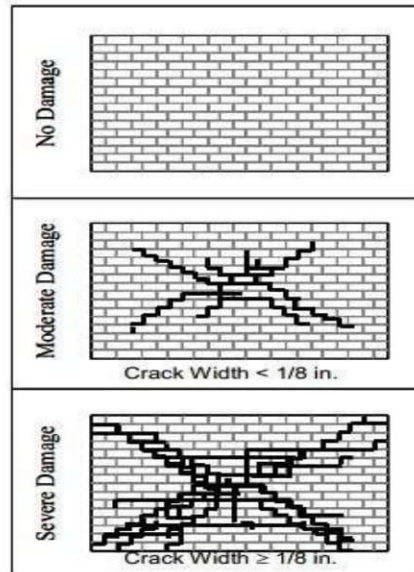 No Damage
Moderate Damage
Crack Width < 1/8 in.
Severe Damage
Crack Width ≥ 1/8 in.